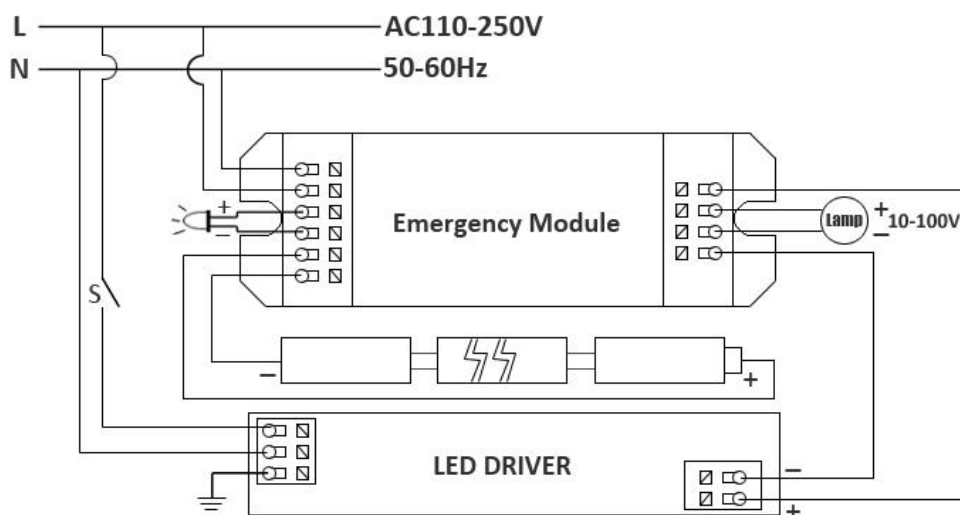 L AC110-250V
N 50-60Hz
+
−
Emergency Module
Lamp
+
−
10-100V
S
−
+
LED DRIVER
−
+